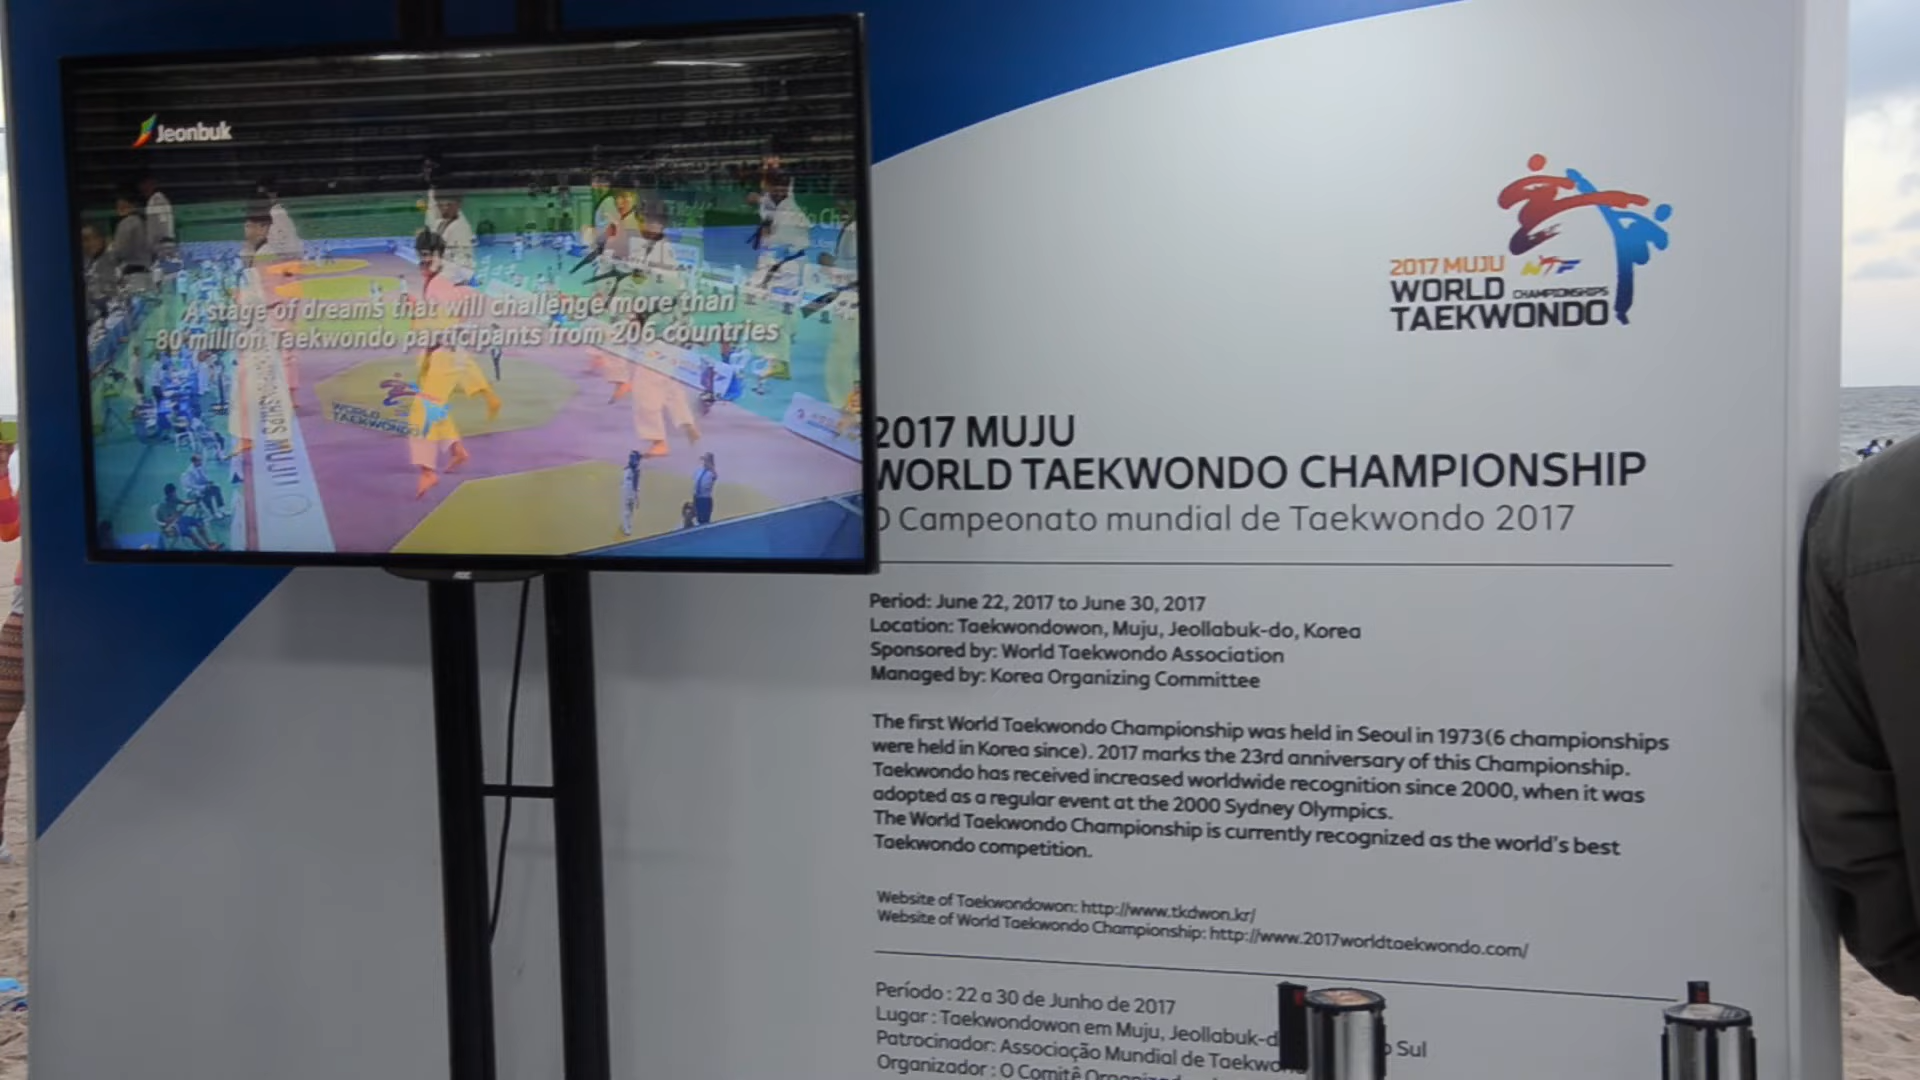 Jeonbuk
A stage of dreams that will challenge more than
80 million Taekwondo participants from 206 countries
WORLD
TAEKWONDO
2017 MUJU
WORLD CHAMPIONSHIPS
TAEKWONDO
2017 MUJU
WORLD TAEKWONDO CHAMPIONSHIP
O Campeonato mundial de Taekwondo 2017
Period: June 22, 2017 to June 30, 2017
Location: Taekwondowon, Muju, Jeollabuk-do, Korea
Sponsored by: World Taekwondo Association
Managed by: Korea Organizing Committee
The first World Taekwondo Championship was held in Seoul in 1973(6 championships
were held in Korea since). 2017 marks the 23rd anniversary of this Championship.
Taekwondo has received increased worldwide recognition since 2000, when it was
adopted as a regular event at the 2000 Sydney Olympics.
The World Taekwondo Championship is currently recognized as the world's best
Taekwondo competition.
Website of Taekwondowon: http://www.tkdwon.kr/
Website of World Taekwondo Championship: http://www.2017worldtaekwondo.com/
Período : 22 a 30 de Junho de 2017
Lugar : Taekwondowon em Muju, Sul
Patrocinador: Associação Mundial de
Organizador : O Comitê